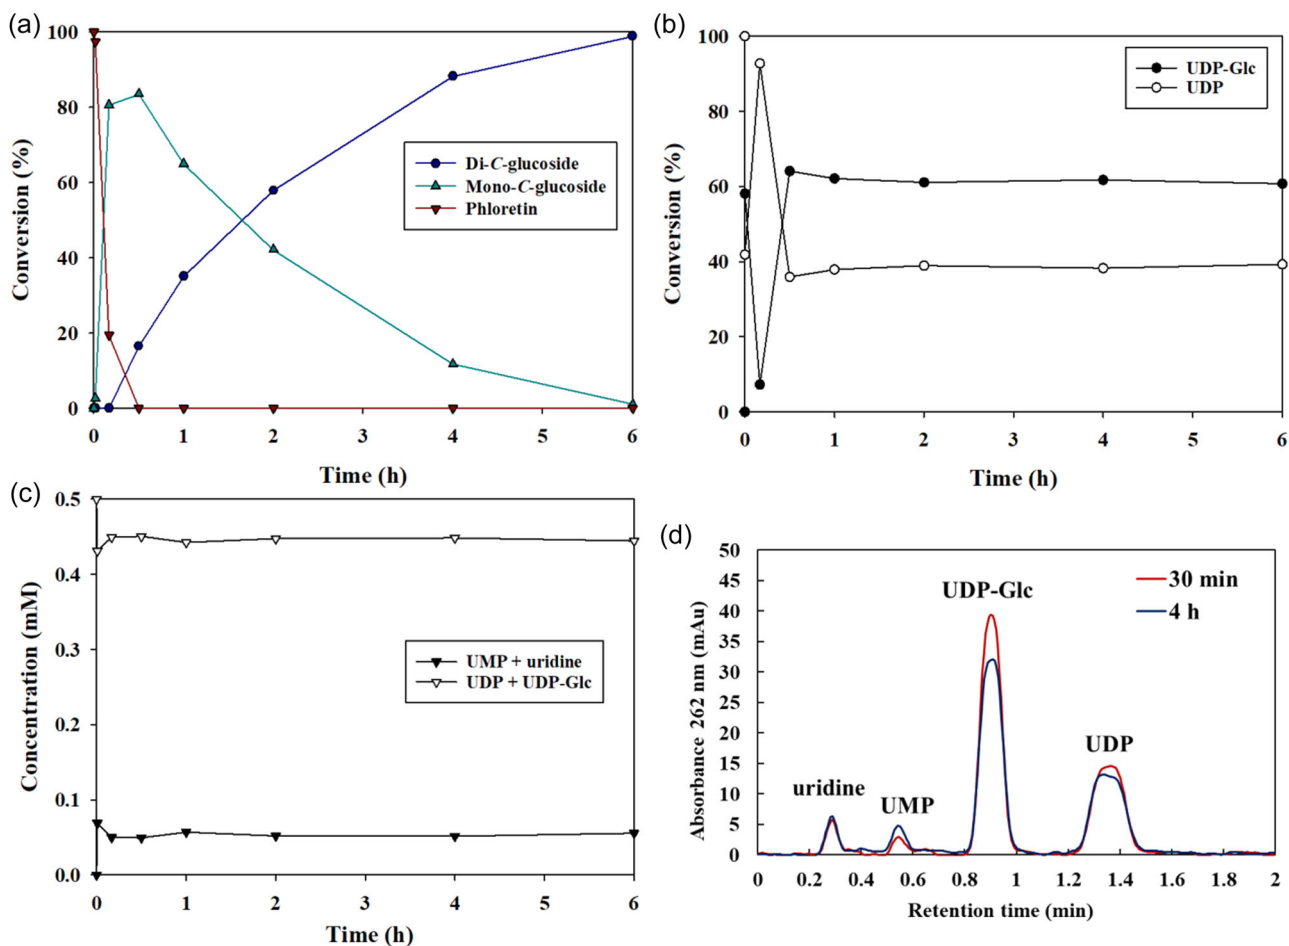 (a)
100
80
60
40
20
0
Conversion (%)
Di-C-glucoside
Mono-C-glucoside
Phloretin
0 1 2 3 4 5 6
Time (h)
(b)
100
80
60
40
20
0
Conversion (%)
UDP-Glc
UDP
0 1 2 3 4 5 6
Time (h)
(c)
0.5
0.4
0.3
0.2
0.1
0.0
Concentration (mM)
UMP + uridine
UDP + UDP-Glc
0 1 2 3 4 5 6
Time (h)
(d)
50
45
40
35
30
25
20
15
10
5
0
Absorbance 262 nm (mAu)
30 min
4 h
UDP-Glc
UDP
uridine
UMP
0 0.2 0.4 0.6 0.8 1 1.2 1.4 1.6 1.8 2
Retention time (min)